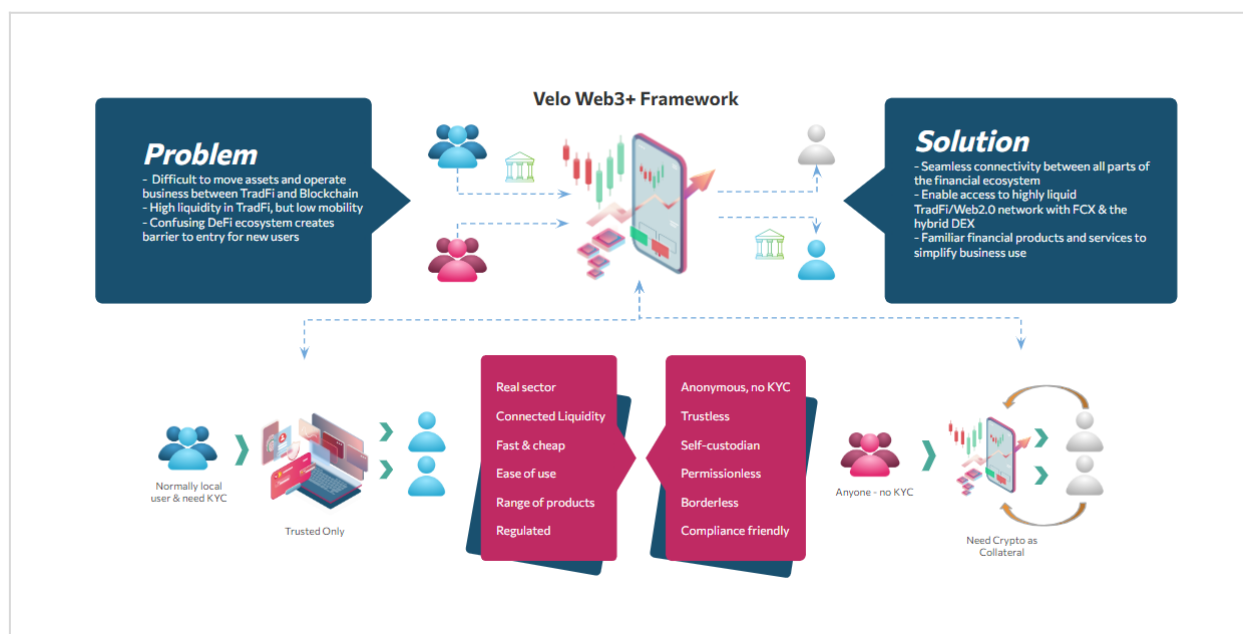 Velo Web3+ Framework
Problem
- Difficult to move assets and operate
business between TradFi and Blockchain
- High liquidity in TradFi, but low mobility
- Confusing DeFi ecosystem creates
barrier to entry for new users
Solution
- Seamless connectivity between all parts of
the financial ecosystem
- Enable access to highly liquid
TradFi/Web2.0 network with FCX & the
hybrid DEX
- Familiar financial products and services to
simplify business use
Normally local
user & need KYC
Trusted Only
Real sector
Connected Liquidity
Fast & cheap
Ease of use
Range of products
Regulated
Anonymous, no KYC
Trustless
Self-custodian
Permissionless
Borderless
Compliance friendly
Anyone - no KYC
Need Crypto as
Collateral